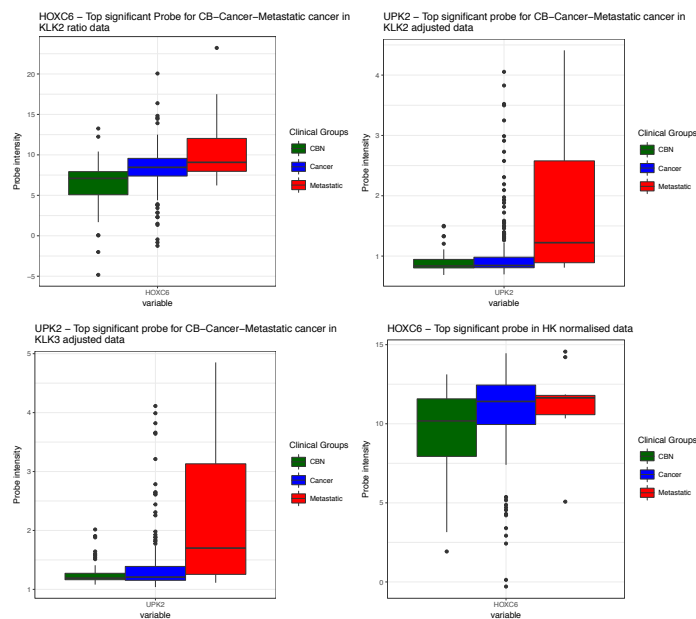 HOXC6 – Top significant Probe for CB−Cancer−Metastatic cancer in
KLK2 ratio data
20
15
10
5
0
−5
Probe intensity
HOXC6
variable
Clinical Groups
CBN
Cancer
Metastatic
UPK2 – Top significant probe for CB−Cancer−Metastatic cancer in
KLK2 adjusted data
4
3
2
1
Probe intensity
UPK2
variable
Clinical Groups
CBN
Cancer
Metastatic
UPK2 – Top significant probe for CB−Cancer−Metastatic cancer in
KLK3 adjusted data
5
4
3
2
1
Probe intensity
UPK2
variable
Clinical Groups
CBN
Cancer
Metastatic
HOXC6 – Top significant probe in HK normalised data
15
10
5
0
Probe intensity
HOXC6
variable
Clinical Groups
CBN
Cancer
Metastatic